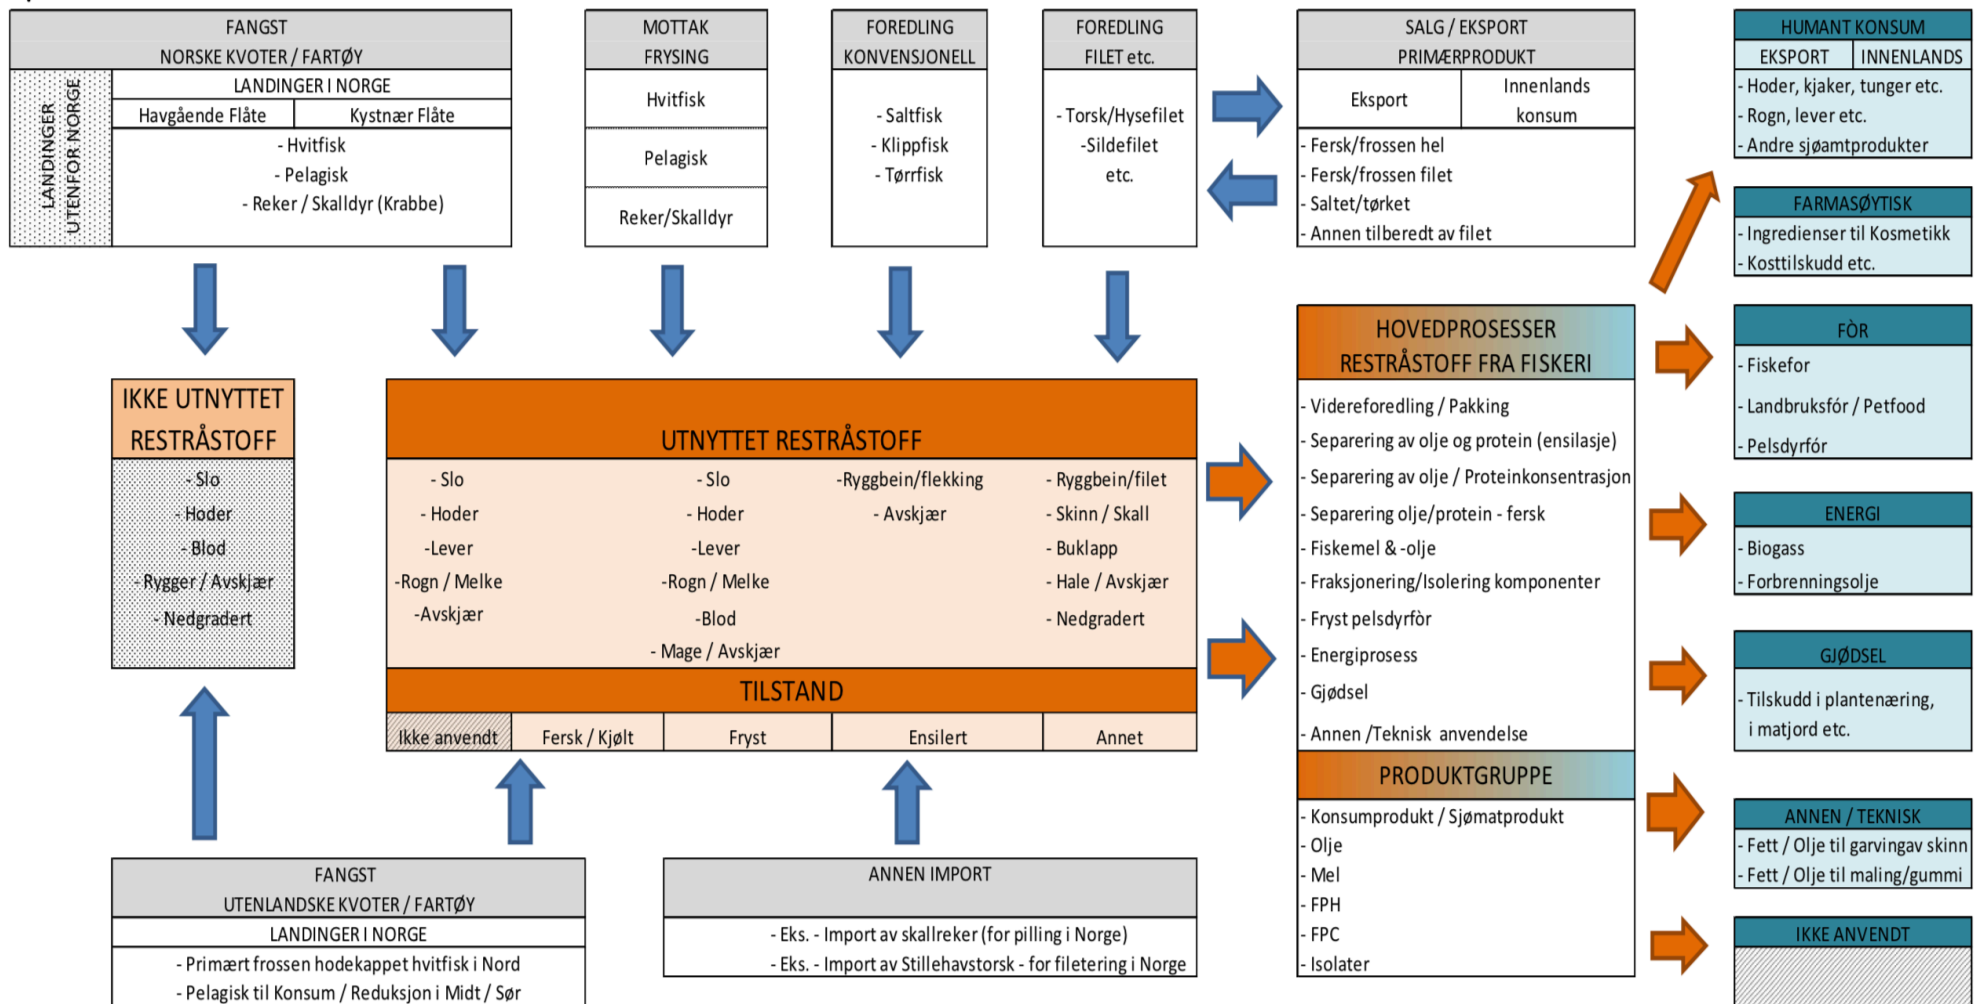 FANGST
NORSKE KVOTER / FARTØY
LANDINGER
UTENFOR NORGE
LANDINGER I NORGE
Havgående Flåte
Kystnær Flåte
- Hvitfisk
- Pelagisk
- Reker / Skalldyr (Krabbe)
MOTTAK
FRYSING
Hvitfisk
Pelagisk
Reker/Skalldyr
FOREDLING
KONVENSJONELL
- Saltfisk
- Klippfisk
- Tørrfisk
FOREDLING
FILET etc.
- Torsk/Hysefilet
-Sildefilet
etc.
SALG / EKSPORT
PRIMÆRPRODUKT
Eksport
Innenlands
konsum
- Fersk/frossen hel
- Fersk/frossen filet
- Saltet/tørket
- Annen tilberedt av filet
HUMANT KONSUM
EKSPORT
INNENLANDS
- Hoder, kjaker, tunger etc.
- Rogn, lever etc.
- Andre sjøamtprodukter
FARMASØYTISK
- Ingredienser til Kosmetikk
- Kosttilskudd etc.
IKKE UTNYTTET
RESTRÅSTOFF
- Slo
- Hoder
- Blod
- Rygger / Avskjær
- Nedgradert
UTNYTTET RESTRÅSTOFF
- Slo
- Hoder
-Lever
-Rogn / Melke
-Avskjær
- Slo
- Hoder
-Lever
-Rogn / Melke
-Blod
- Mage / Avskjær
-Ryggbein/flekking
- Avskjær
- Ryggbein/filet
- Skinn / Skall
- Buklapp
- Hale / Avskjær
- Nedgradert
TILSTAND
Ikke anvendt
Fersk / Kjølt
Fryst
Ensilert
Annet
HOVEDPROSESSER
RESTRÅSTOFF FRA FISKERI
- Videreforedling / Pakking
- Separering av olje og protein (ensilasje)
- Separering av olje / Proteinkonsentrasjon
- Separering olje/protein - fersk
- Fiskemel & -olje
- Fraksjonering/Isolering komponenter
- Fryst pelsdyrfòr
- Energiprosess
- Gjødsel
- Annen /Teknisk anvendelse
PRODUKTGRUPPE
- Konsumprodukt / Sjømatprodukt
- Olje
- Mel
- FPH
- FPC
- Isolater
FÒR
- Fiskefor
- Landbruksfór / Petfood
- Pelsdyrfór
ENERGI
- Biogass
- Forbrenningsolje
GJØDSEL
- Tilskudd i plantenæring,
i matjord etc.
ANNEN / TEKNISK
- Fett / Olje til garvingav skinn
- Fett / Olje til maling/gummi
IKKE ANVENDT
FANGST
UTENLANDSKE KVOTER / FARTØY
LANDINGER I NORGE
- Primært frossen hodekappet hvitfisk i Nord
- Pelagisk til Konsum / Reduksjon i Midt / Sør
ANNEN IMPORT
- Eks. - Import av skallreker (for pilling i Norge)
- Eks. - Import av Stillehavstorsk - for filetering i Norge